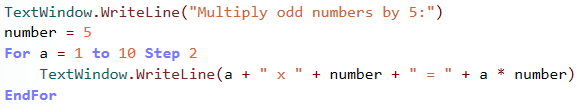 TextWindow.WriteLine("Multiply odd numbers by 5:")
number = 5
For a = 1 to 10 Step 2
    TextWindow.WriteLine(a + " x " + number + " = " + a * number)
EndFor